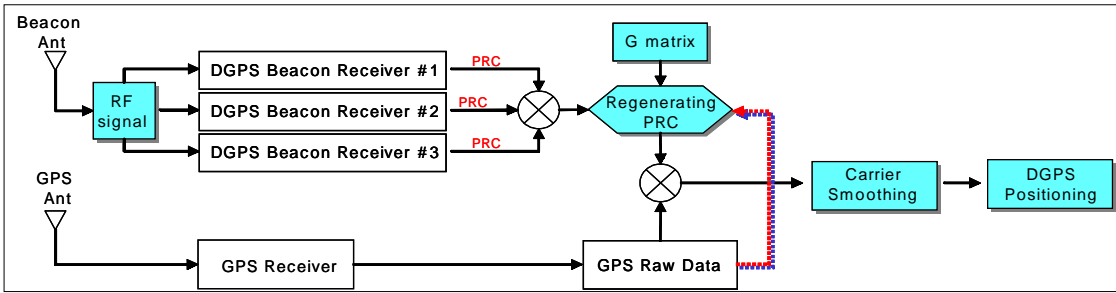 Beacon
Ant
RF
signal
DGPS Beacon Receiver #1
DGPS Beacon Receiver #2
DGPS Beacon Receiver #3
PRC
PRC
PRC
G matrix
Regenerating
PRC
GPS
Ant
GPS Receiver
GPS Raw Data
Carrier
Smoothing
DGPS
Positioning